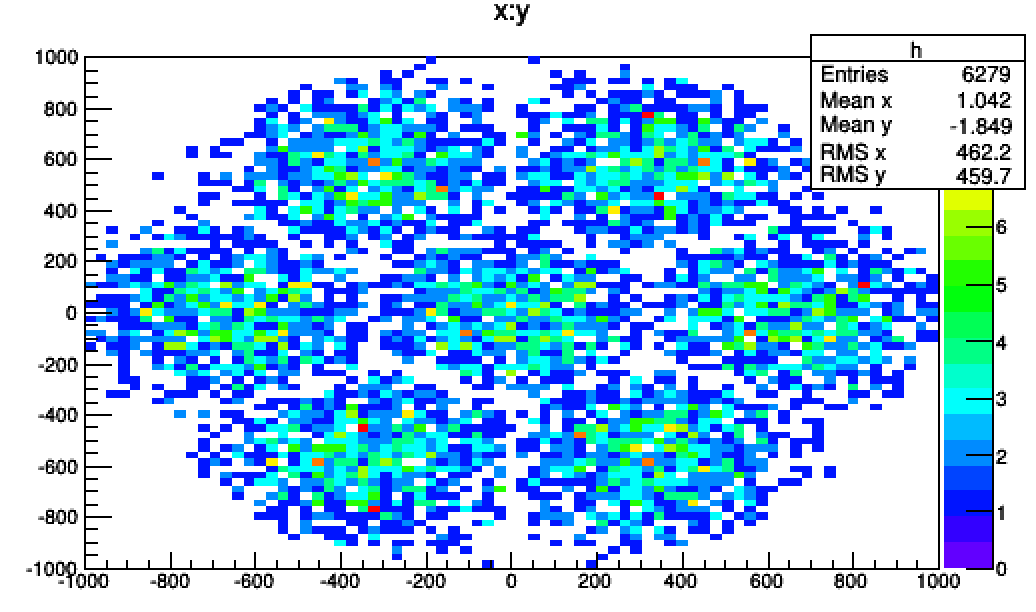 x:y
h
Entries 6279
Mean x 1.042
Mean y -1.849
RMS x 462.2
RMS y 459.7
1000
800
600
400
200
0
-200
-400
-600
-800
-1000
-1000 -800 -600 -400 -200 0 200 400 600 800 1000
6
5
4
3
2
1
0